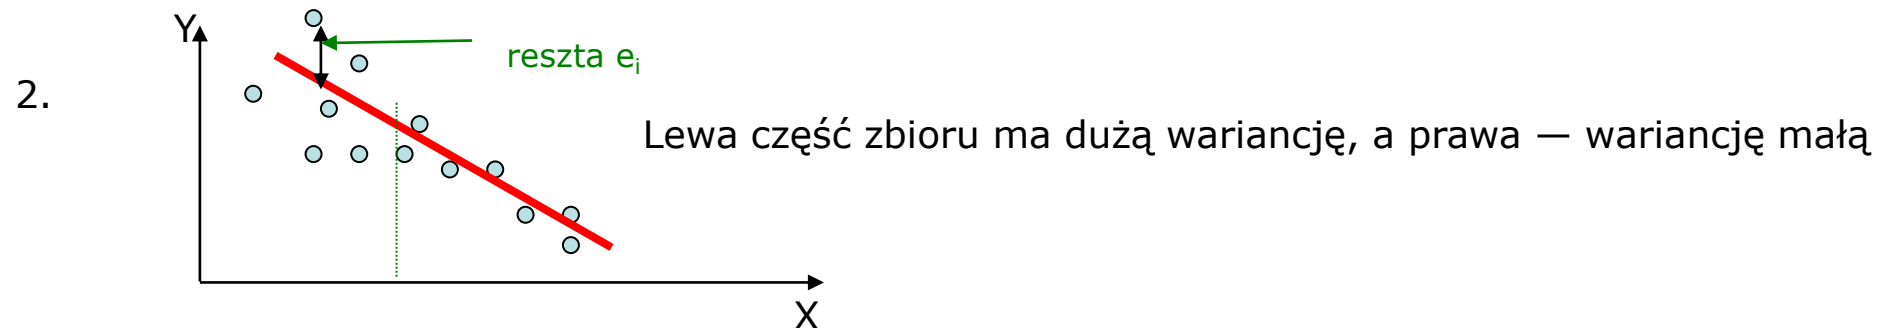 Y
reszta eᵢ
2.
Lewa część zbioru ma dużą wariancję, a prawa — wariancję małą
X